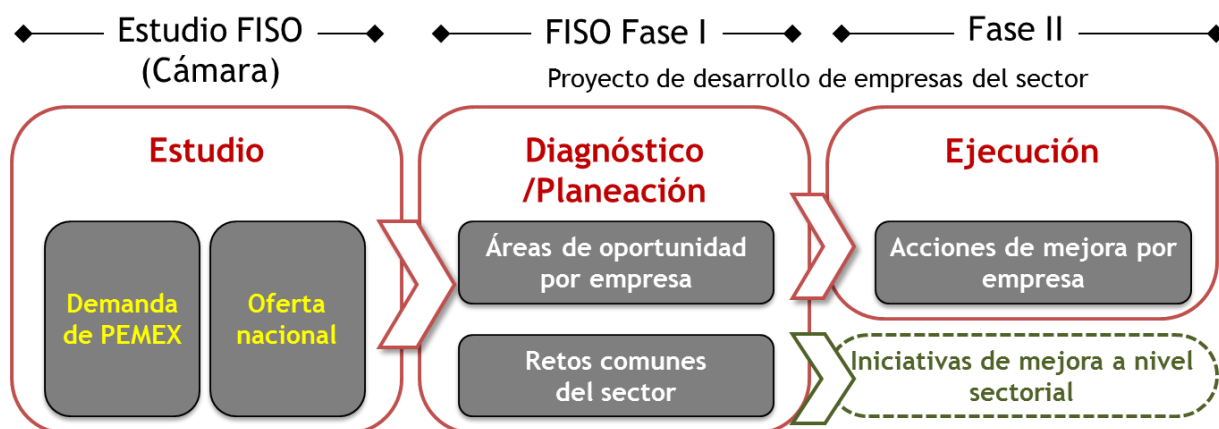 Estudio FISO
(Cámara)
FISO Fase I
Fase II
Proyecto de desarrollo de empresas del sector
Estudio
Demanda
de PEMEX
Oferta
nacional
Diagnóstico
/Planeación
Áreas de oportunidad
por empresa
Retos comunes
del sector
Ejecución
Acciones de mejora por
empresa
Iniciativas de mejora a nivel
sectorial